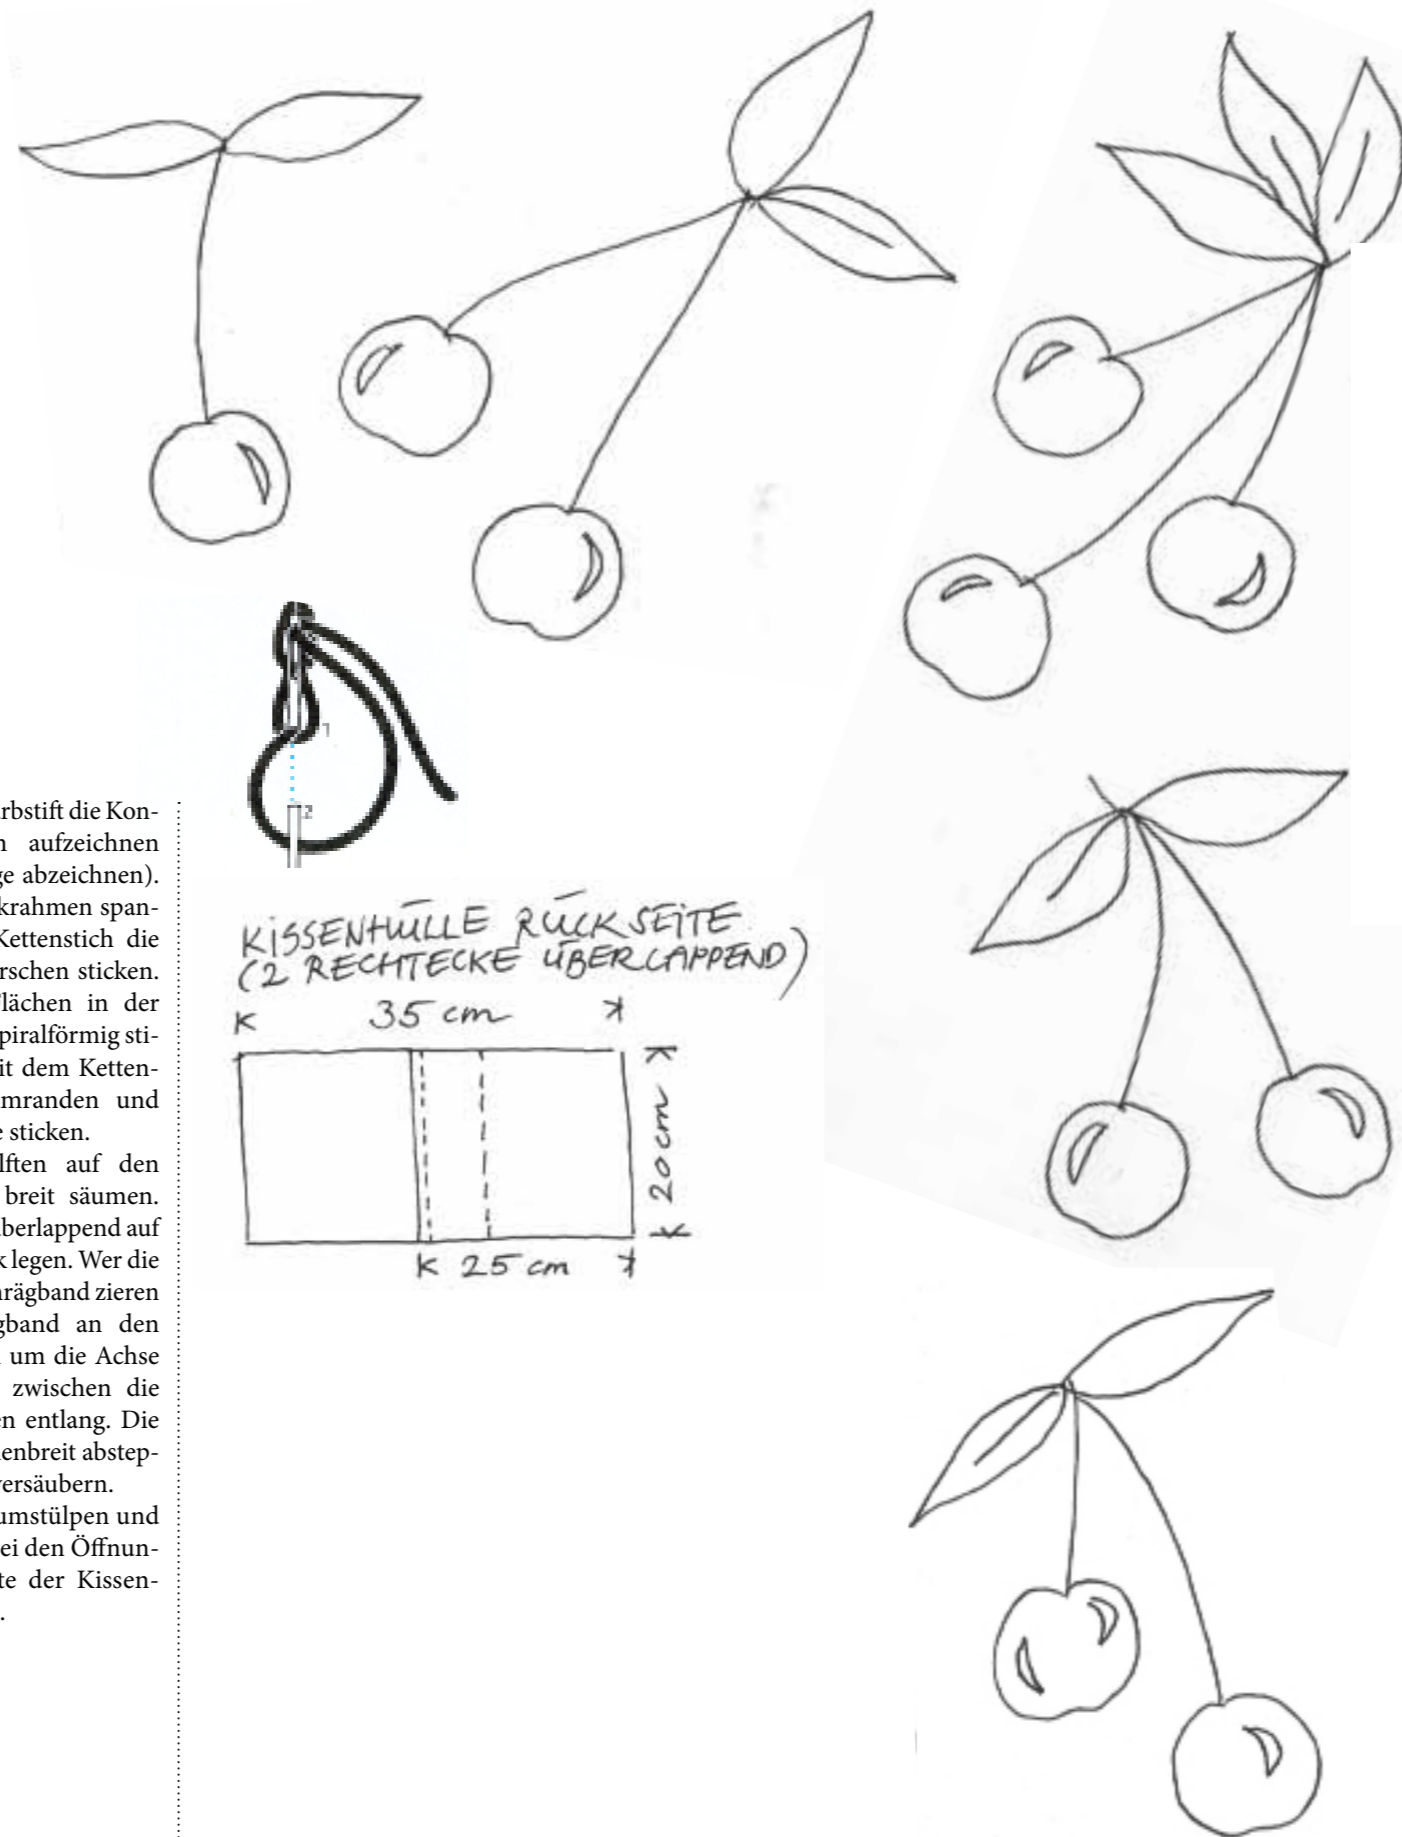 rbstift die Kon-
aufzeichnen
ge abzeichnen).
krahmen span-
Kettenstich die
rschen sticken.
lächen in der
piralförmig sti-
it dem Ketten-
mranden und
e sticken.
lften auf den
breit säumen.
berlappend auf
k legen. Wer die
rägband zieren
gband an den
um die Achse
zwischen die
en entlang. Die
enbreit abstep-
versäubern.
umstülpen und
ei den Öffnun-
te der Kissen-
.
1
2
KISSENHÜLLE RÜCKSEITE
(2 RECHTECKE ÜBERLAPPEND)
35 cm
20 cm
25 cm